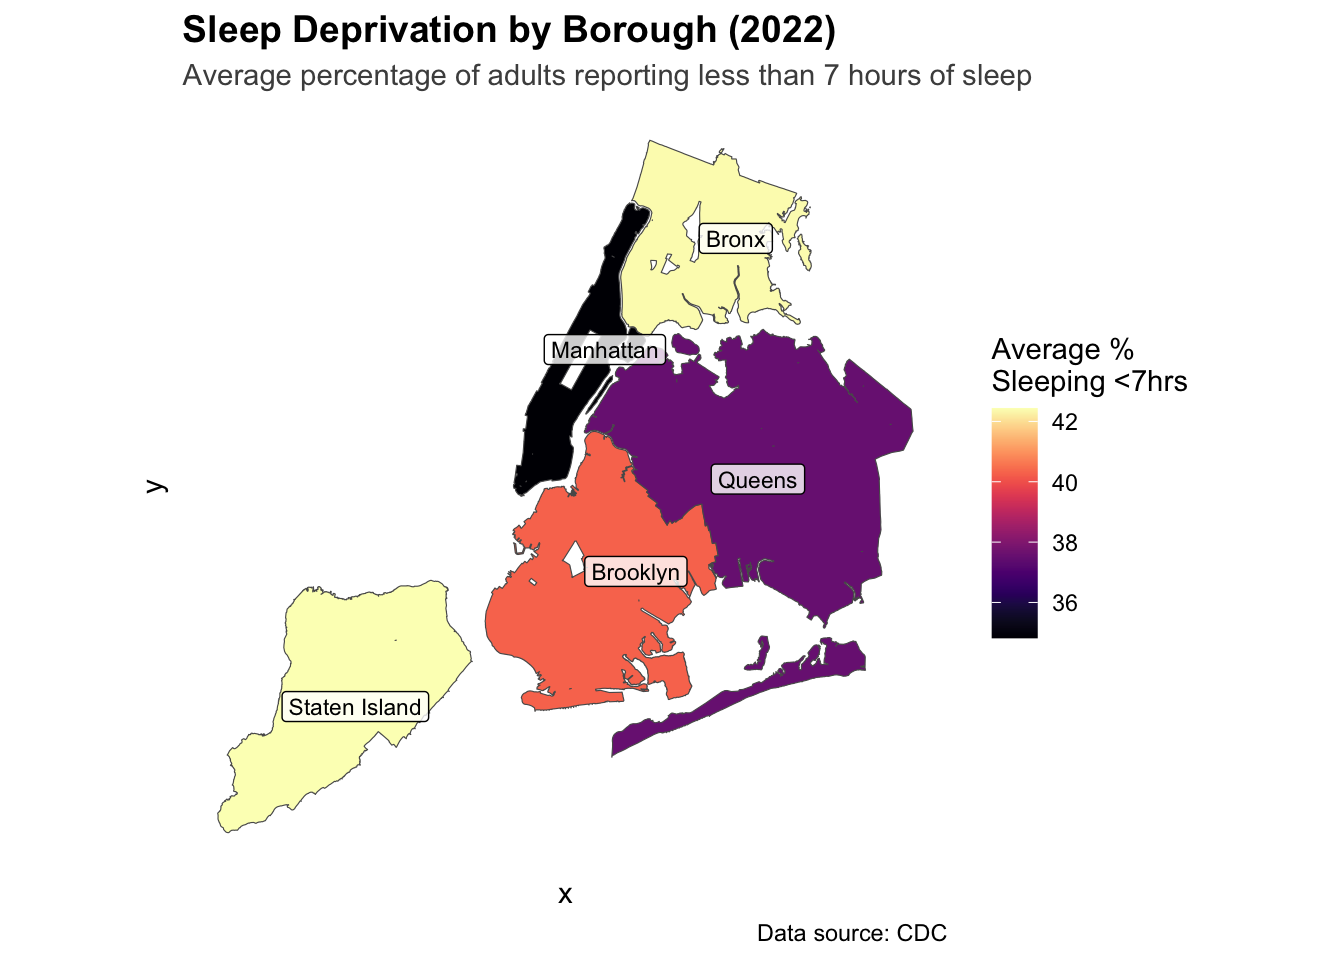 Sleep Deprivation by Borough (2022)
Average percentage of adults reporting less than 7 hours of sleep
Bronx
Manhattan
Queens
Brooklyn
Staten Island
Average %
Sleeping <7hrs
42
40
38
36
y
x
Data source: CDC